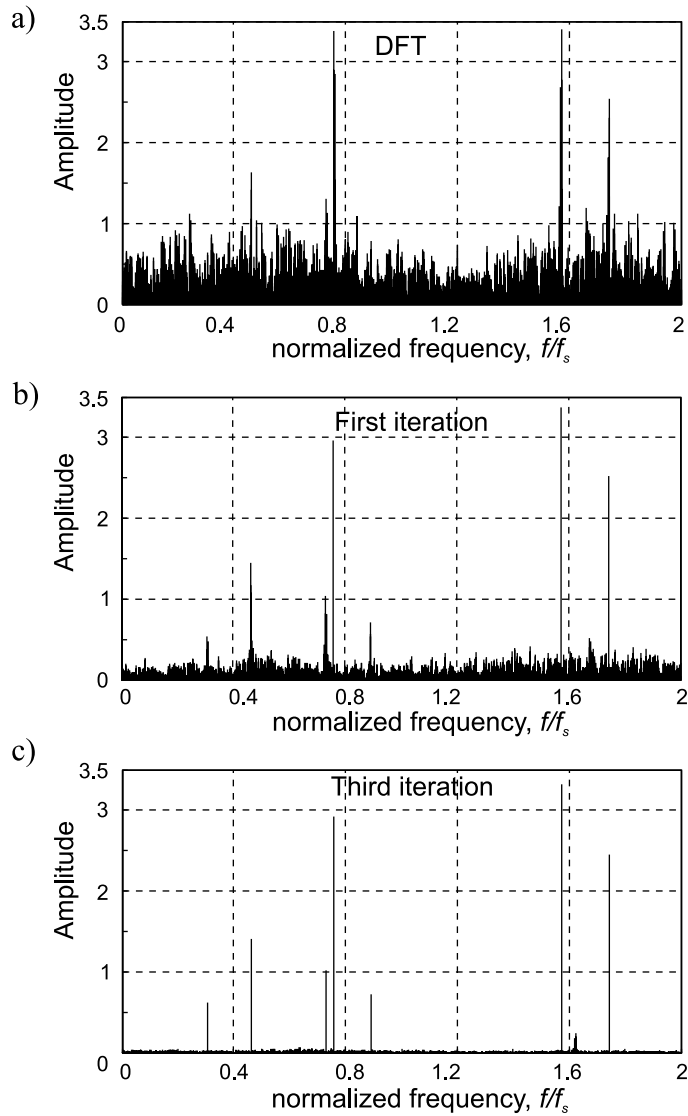 a)
3.5
DFT
3
2
1
0
Amplitude
0 0.4 0.8 1.2 1.6 2
normalized frequency, f/fs
b)
3.5
First iteration
3
2
1
0
Amplitude
0 0.4 0.8 1.2 1.6 2
normalized frequency, f/fs
c)
3.5
Third iteration
3
2
1
0
Amplitude
0 0.4 0.8 1.2 1.6 2
normalized frequency, f/fs